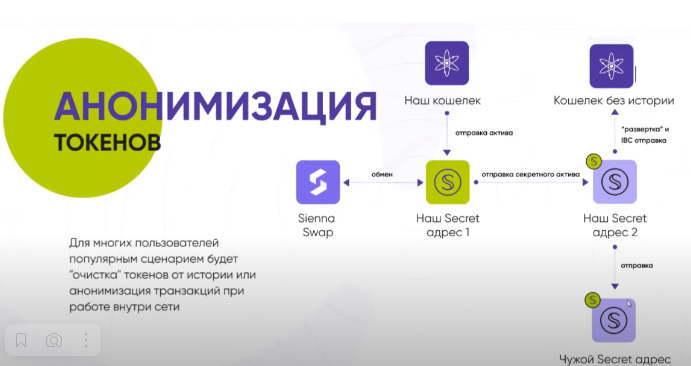 АНОНИМИЗАЦИЯ
ТОКЕНОВ
Для многих пользователей
популярным сценарием будет
"очистка" токенов от истории или
анонимизация транзакций при
работе внутри сети
Наш кошелек
Кошелек без истории
отправка актива
"развертка" и
IBC отправка
обмен
отправка секретного актива
Sienna
Swap
Наш Secret
адрес 1
Наш Secret
адрес 2
отправка
Чужой Secret адрес